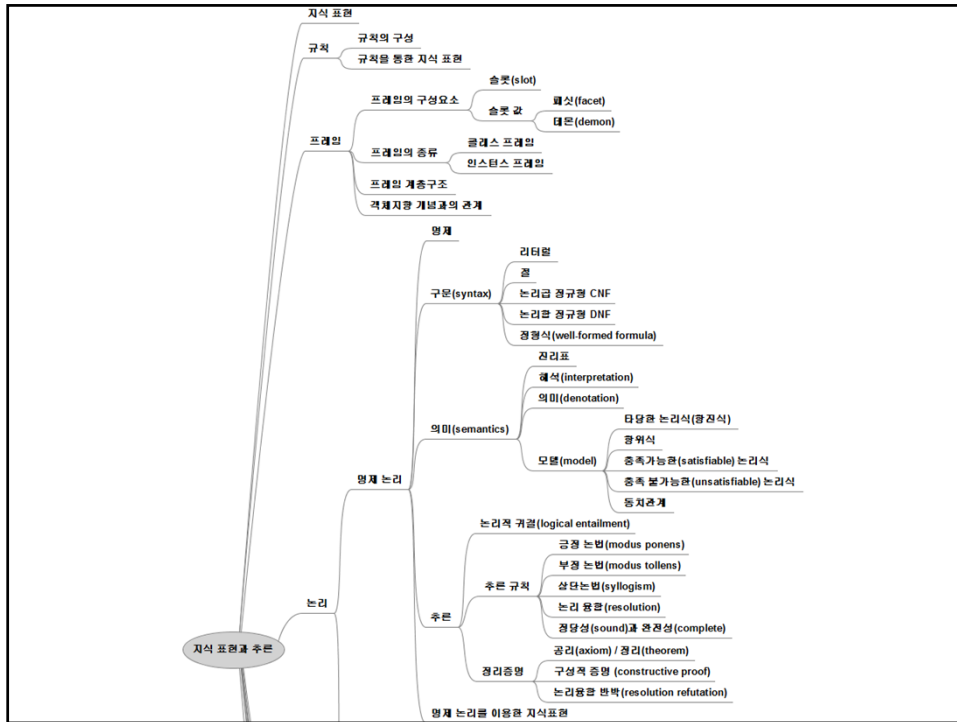 지식 표현
규칙
규칙의 구성
규칙을 통한 지식 표현
프레임
프레임의 구성요소
슬롯(slot)
슬롯 값
패싯(facet)
데몬(demon)
프레임의 종류
클래스 프레임
인스턴스 프레임
프레임 계층구조
객체지향 개념과의 관계
지식 표현과 추론
논리
명제 논리
명제
구문(syntax)
리터럴
절
논리곱 정규형 CNF
논리합 정규형 DNF
정형식(well-formed formula)
의미(semantics)
진리표
해석(interpretation)
의미(denotation)
모델(model)
타당한 논리식(항진식)
항위식
충족가능한(satisfiable) 논리식
충족 불가능한(unsatisfiable) 논리식
동치관계
추론
논리적 귀결(logical entailment)
추론 규칙
긍정 논법(modus ponens)
부정 논법(modus tollens)
삼단논법(syllogism)
논리 융합(resolution)
정당성(sound)과 완전성(complete)
정리증명
공리(axiom) / 정리(theorem)
구성적 증명 (constructive proof)
논리융합 반박(resolution refutation)
명제 논리를 이용한 지식표현